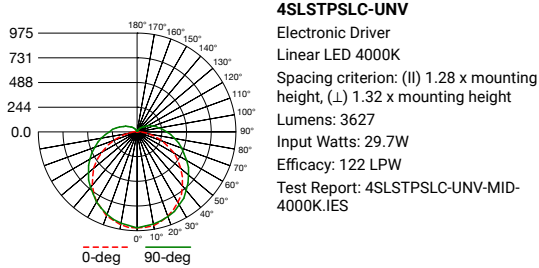 4SLSTPSLC-UNV
Electronic Driver
Linear LED 4000K
Spacing criterion: (II) 1.28 x mounting
height, (⊥) 1.32 x mounting height
Lumens: 3627
Input Watts: 29.7W
Efficacy: 122 LPW
Test Report: 4SLSTPSLC-UNV-MID-
4000K.IES
975
731
488
244
0.0
180°
170°
160°
150°
140°
130°
120°
110°
100°
90°
80°
70°
60°
50°
40°
30°
20°
10°
0°
0-deg
90-deg